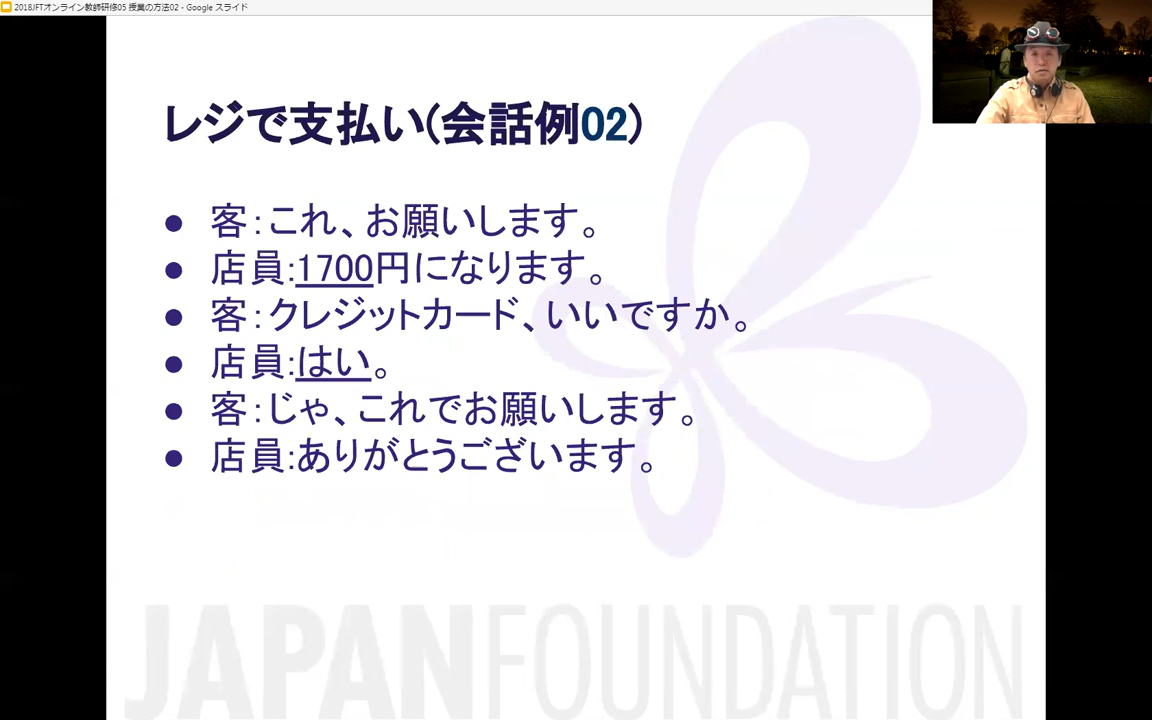 2018JFTオンライン教師研修05 授業の方法02 - Google スライド
レジで支払い(会話例02)
● 客：これ、お願いします。
● 店員:1700円になります。
● 客：クレジットカード、いいですか。
● 店員:はい。
● 客：じゃ、これでお願いします。
● 店員:ありがとうございます。
JAPANFOUNDATION